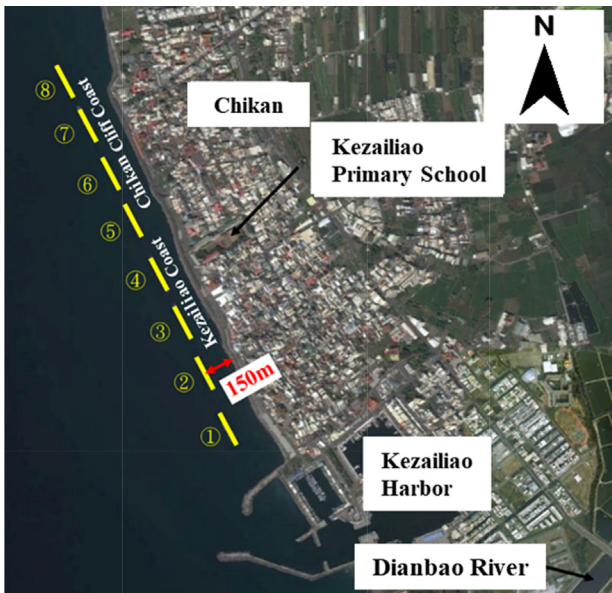 N
Chikan
Kezailiao
Primary School
⑧
⑦
⑥
⑤
④
③
②
①
Chikan Cliff Coast
Kezailiao Coast
150m
Kezailiao
Harbor
Dianbao River